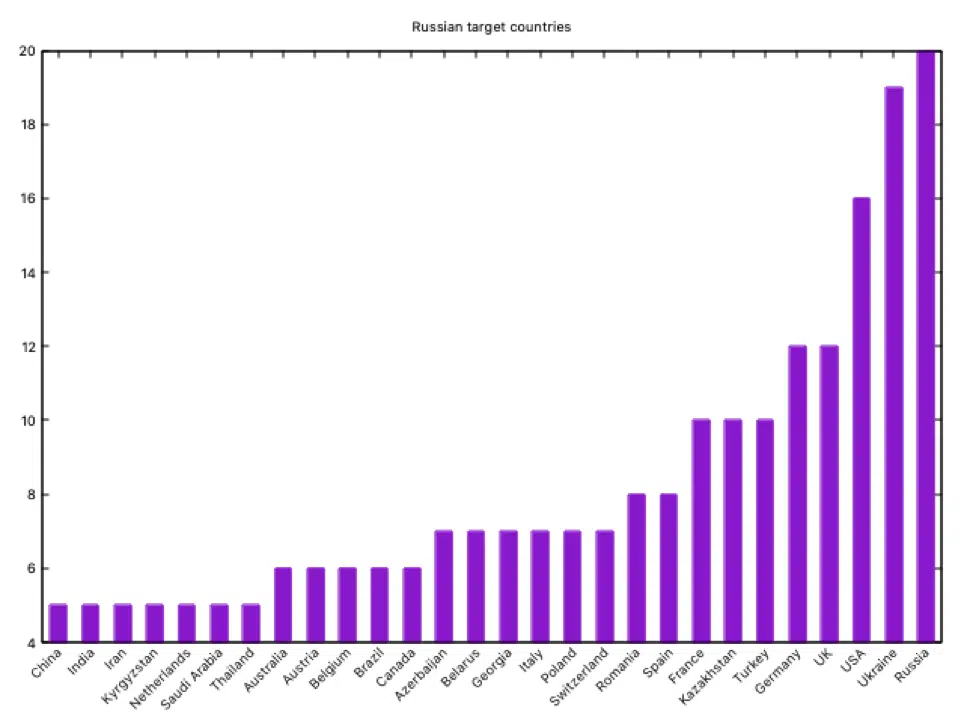 Russian target countries
20
18
16
14
12
10
8
6
4
China
India
Iran
Kyrgyzstan
Netherlands
Saudi Arabia
Thailand
Australia
Austria
Belgium
Brazil
Canada
Azerbaijan
Belarus
Georgia
Italy
Poland
Switzerland
Romania
Spain
France
Kazakhstan
Turkey
Germany
UK
USA
Ukraine
Russia